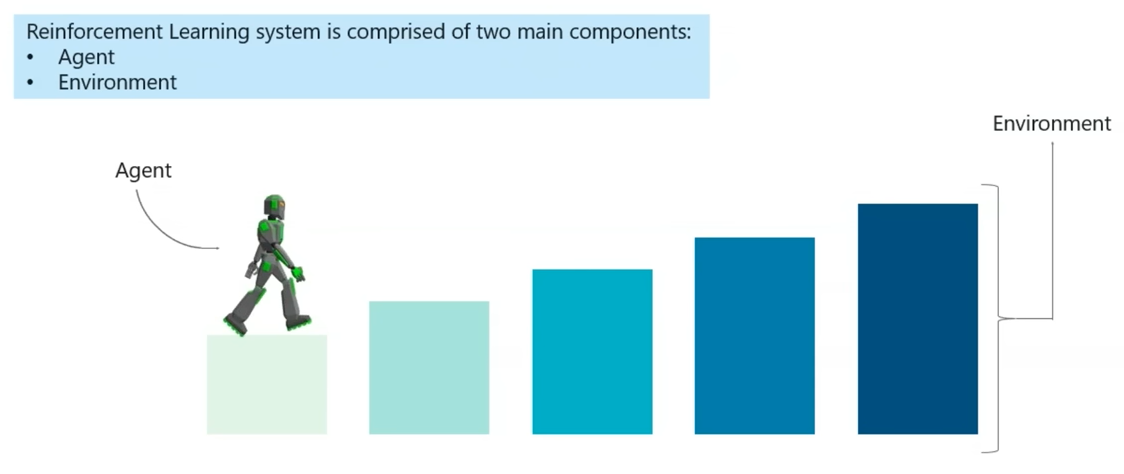 Reinforcement Learning system is comprised of two main components:
• Agent
• Environment
Environment
Agent